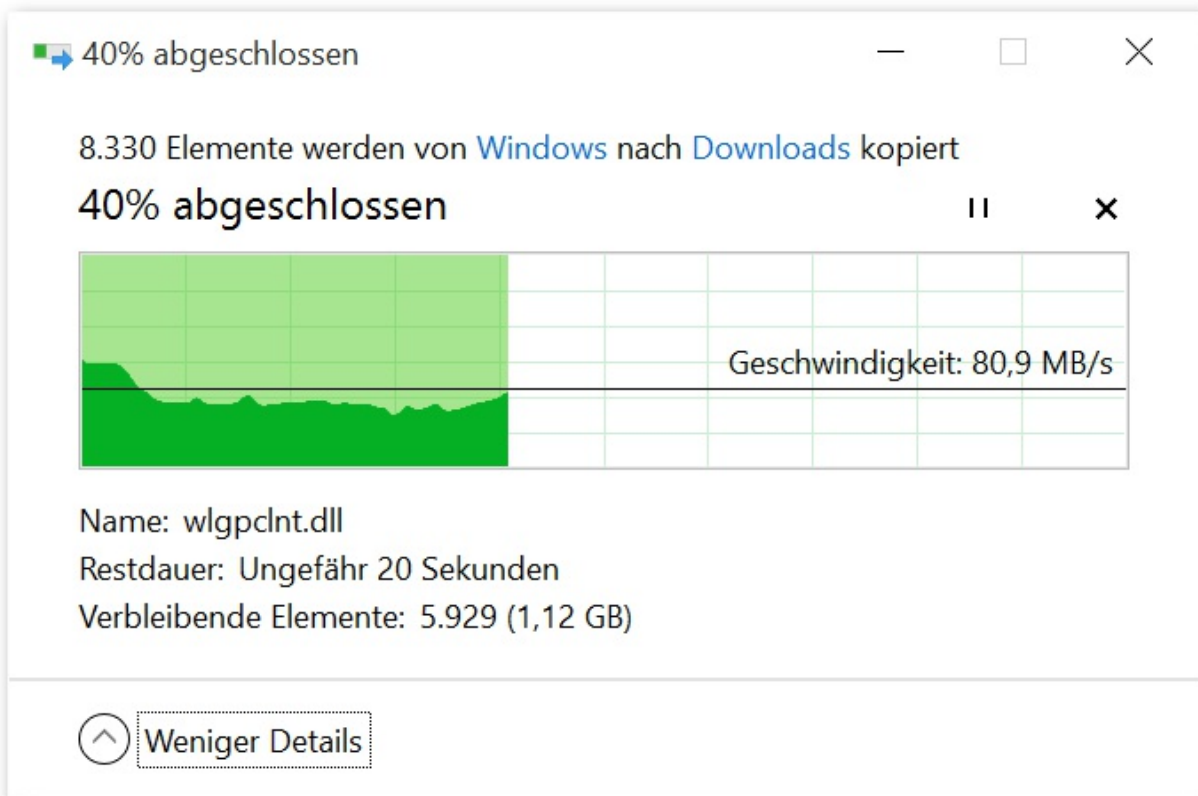 40% abgeschlossen
8.330 Elemente werden von Windows nach Downloads kopiert
40% abgeschlossen
Geschwindigkeit: 80,9 MB/s
Name: wlgpclnt.dll
Restdauer: Ungefähr 20 Sekunden
Verbleibende Elemente: 5.929 (1,12 GB)
Weniger Details